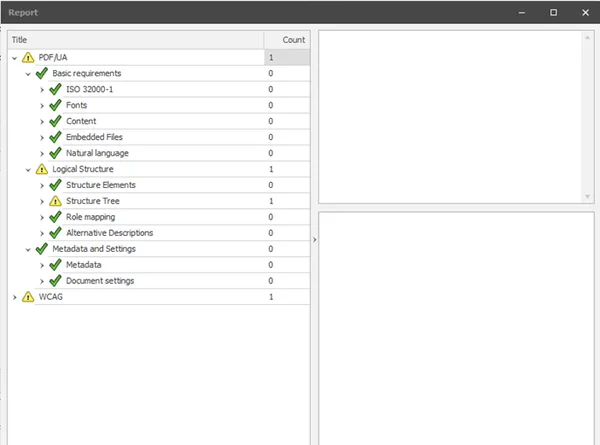 Report
Title Count
PDF/UA 1
Basic requirements 0
ISO 32000-1 0
Fonts 0
Content 0
Embedded Files 0
Natural language 0
Logical Structure 1
Structure Elements 0
Structure Tree 1
Role mapping 0
Alternative Descriptions 0
Metadata and Settings 0
Metadata 0
Document settings 0
WCAG 1